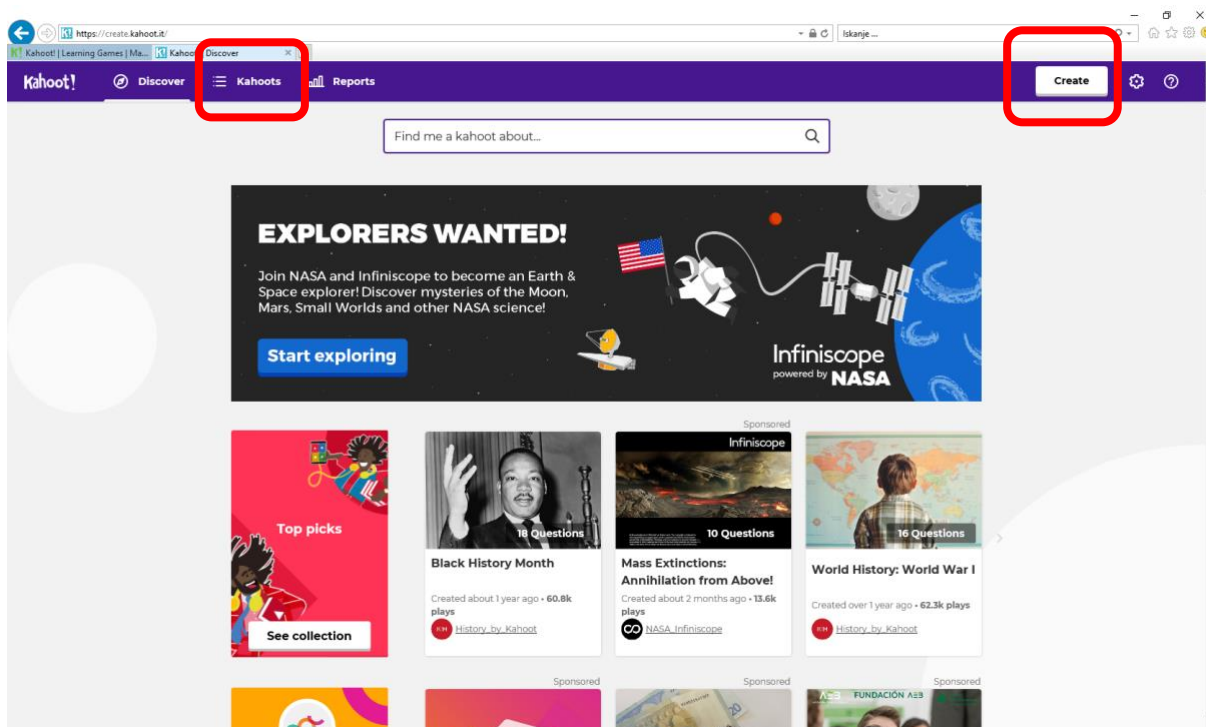 https://create.kahoot.it/
Iskanje ...
Kahoot! | Learning Games | Ma...
Kahoot! Discover
Kahoot!
Discover
Kahoots
Reports
Create
Find me a kahoot about...
EXPLORERS WANTED!
Join NASA and Infiniscope to become an Earth &
Space explorer! Discover mysteries of the Moon,
Mars, Small Worlds and other NASA science!
Start exploring
Infiniscope
powered by NASA
Top picks
See collection
18 Questions
Black History Month
Created about 1 year ago • 60.8k
plays
History_by_Kahoot
Sponsored
Infiniscope
10 Questions
Mass Extinctions:
Annihilation from Above!
Created about 2 months ago • 13.6k
plays
NASA_Infiniscope
16 Questions
World History: World War I
Created over 1 year ago • 62.3k plays
History_by_Kahoot
Sponsored
Sponsored
20
Sponsored
FUNDACIÓN